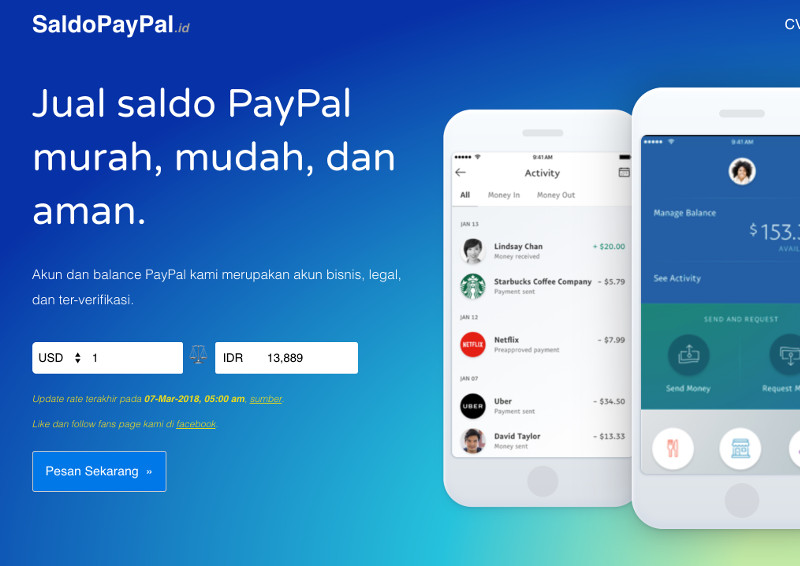 SaldoPayPal.id
CV
Jual saldo PayPal
murah, mudah, dan
aman.
Akun dan balance PayPal kami merupakan akun bisnis, legal,
dan ter-verifikasi.
USD 1
IDR 13,889
Update rate terakhir pada 07-Mar-2018, 05:00 am, sumber.
Like dan follow fans page kami di facebook.
Pesan Sekarang »
9:41 AM
Activity
All Money In Money Out
JAN 13
Lindsay Chan + $20.00
Money received
Starbucks Coffee Company - $5.79
Payment sent
JAN 12
NETFLIX
Netflix - $7.99
Preapproved payment
JAN 07
UBER
Uber - $34.50
Payment sent
David Taylor - $13.33
Money sent
9:41 AM
Manage Balance
$153.
AVAIL
See Activity
SEND AND REQUEST
Send Money
Request M